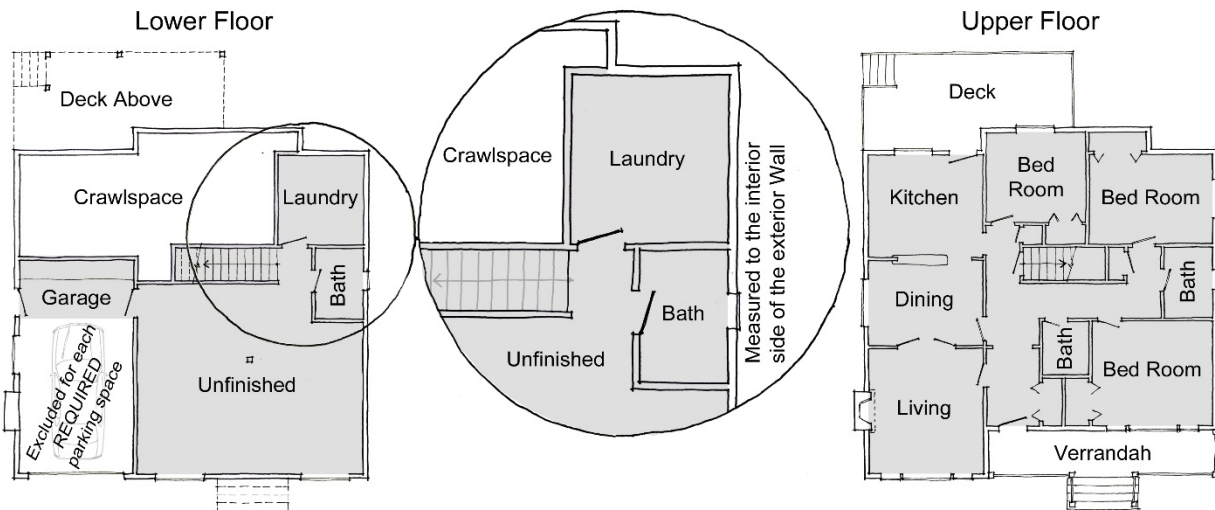 Lower Floor
Deck Above
Crawlspace
Laundry
Bath
Garage
Unfinished
Excluded for each
REQUIRED
parking space
Crawlspace
Laundry
Bath
Unfinished
Measured to the interior
side of the exterior Wall
Upper Floor
Deck
Kitchen
Bed
Room
Bed Room
Dining
Bath
Bath
Living
Bed Room
Verrandah